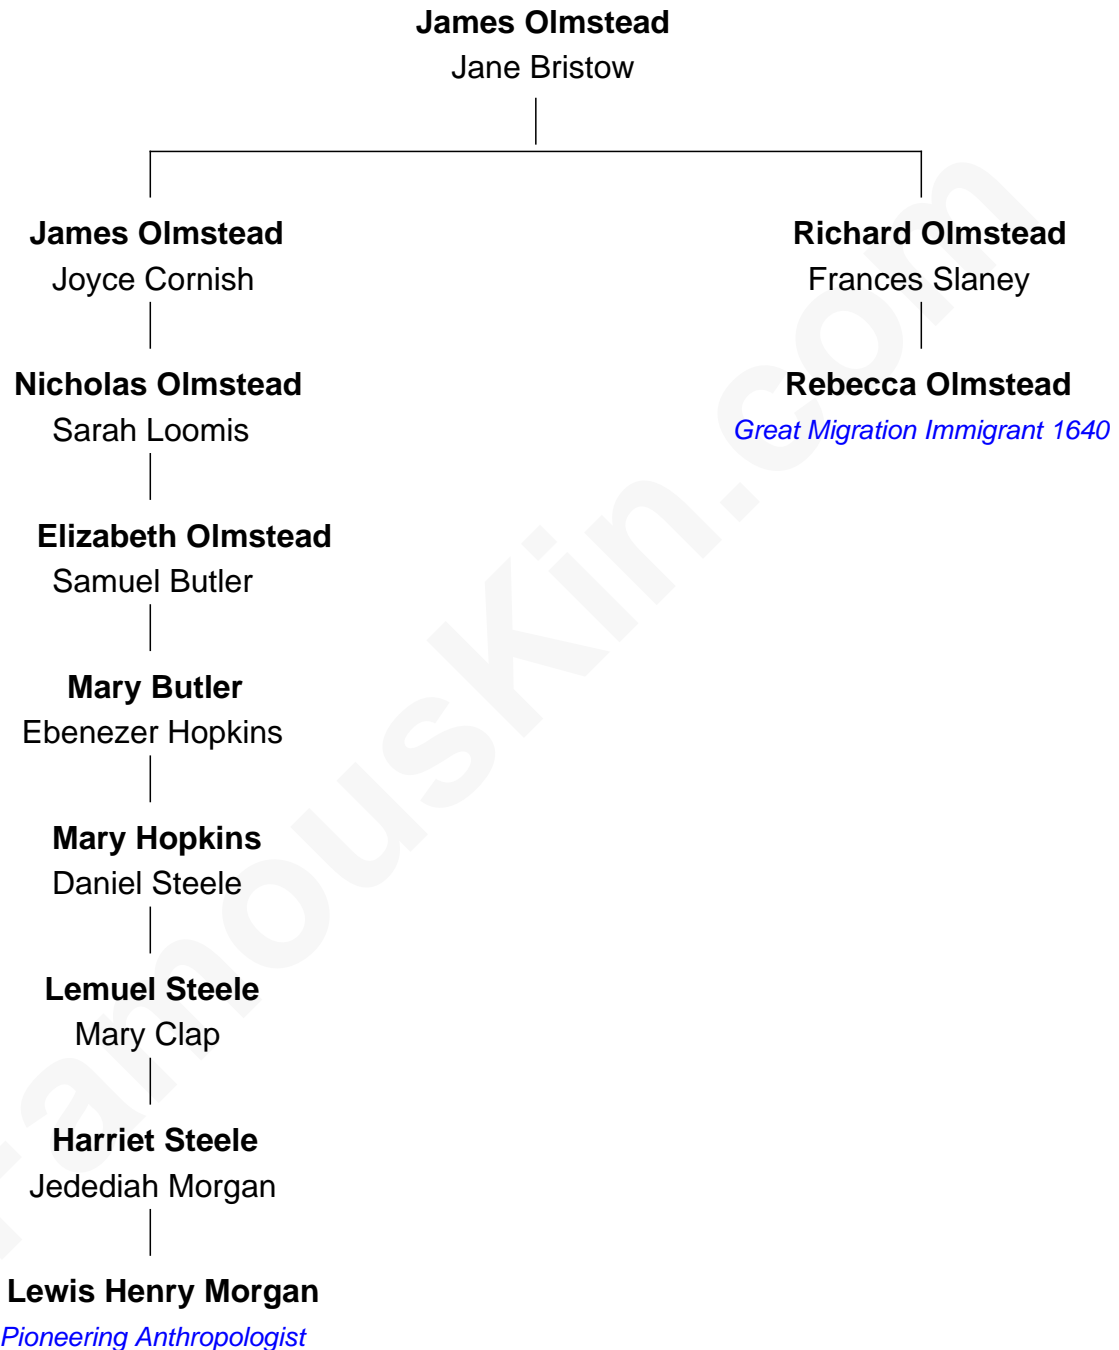 James Olmstead
Jane Bristow
James Olmstead
Joyce Cornish
Richard Olmstead
Frances Slaney
Nicholas Olmstead
Sarah Loomis
Rebecca Olmstead
Great Migration Immigrant 1640
Elizabeth Olmstead
Samuel Butler
Mary Butler
Ebenezer Hopkins
Mary Hopkins
Daniel Steele
Lemuel Steele
Mary Clap
Harriet Steele
Jedediah Morgan
Lewis Henry Morgan
Pioneering Anthropologist
FamousKin.com